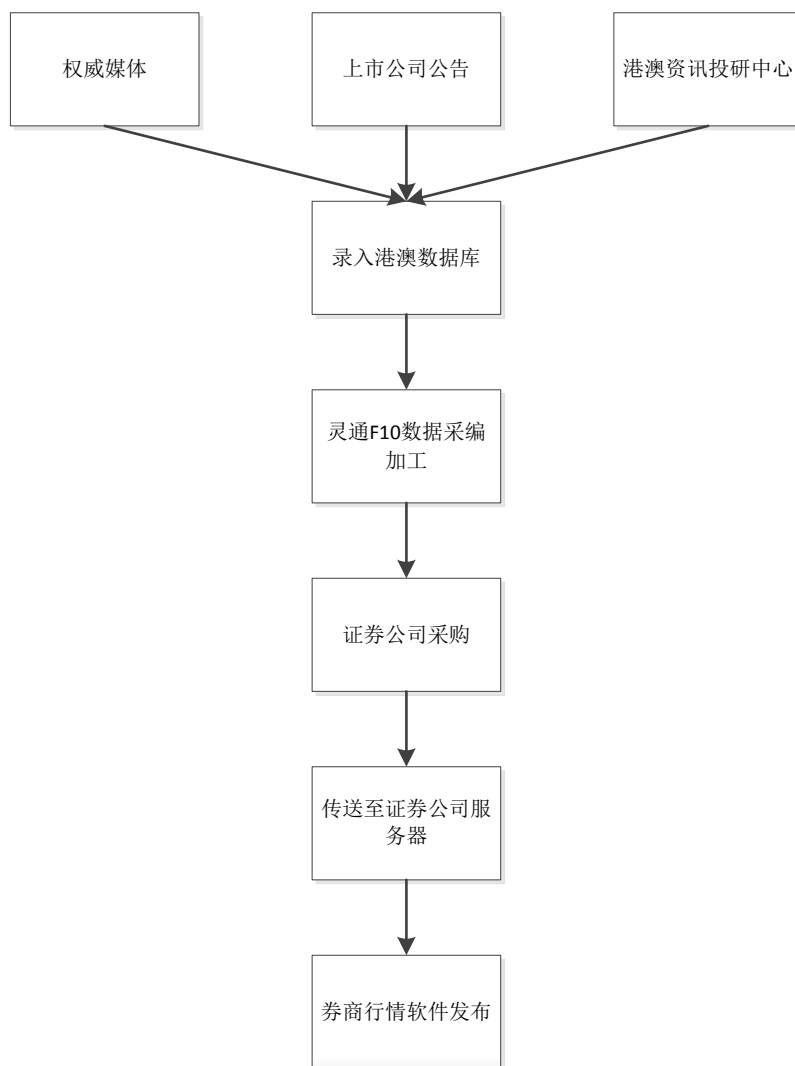 权威媒体
上市公司公告
港澳资讯投研中心
录入港澳数据库
灵通F10数据采编
加工
证券公司采购
传送至证券公司服
务器
券商行情软件发布